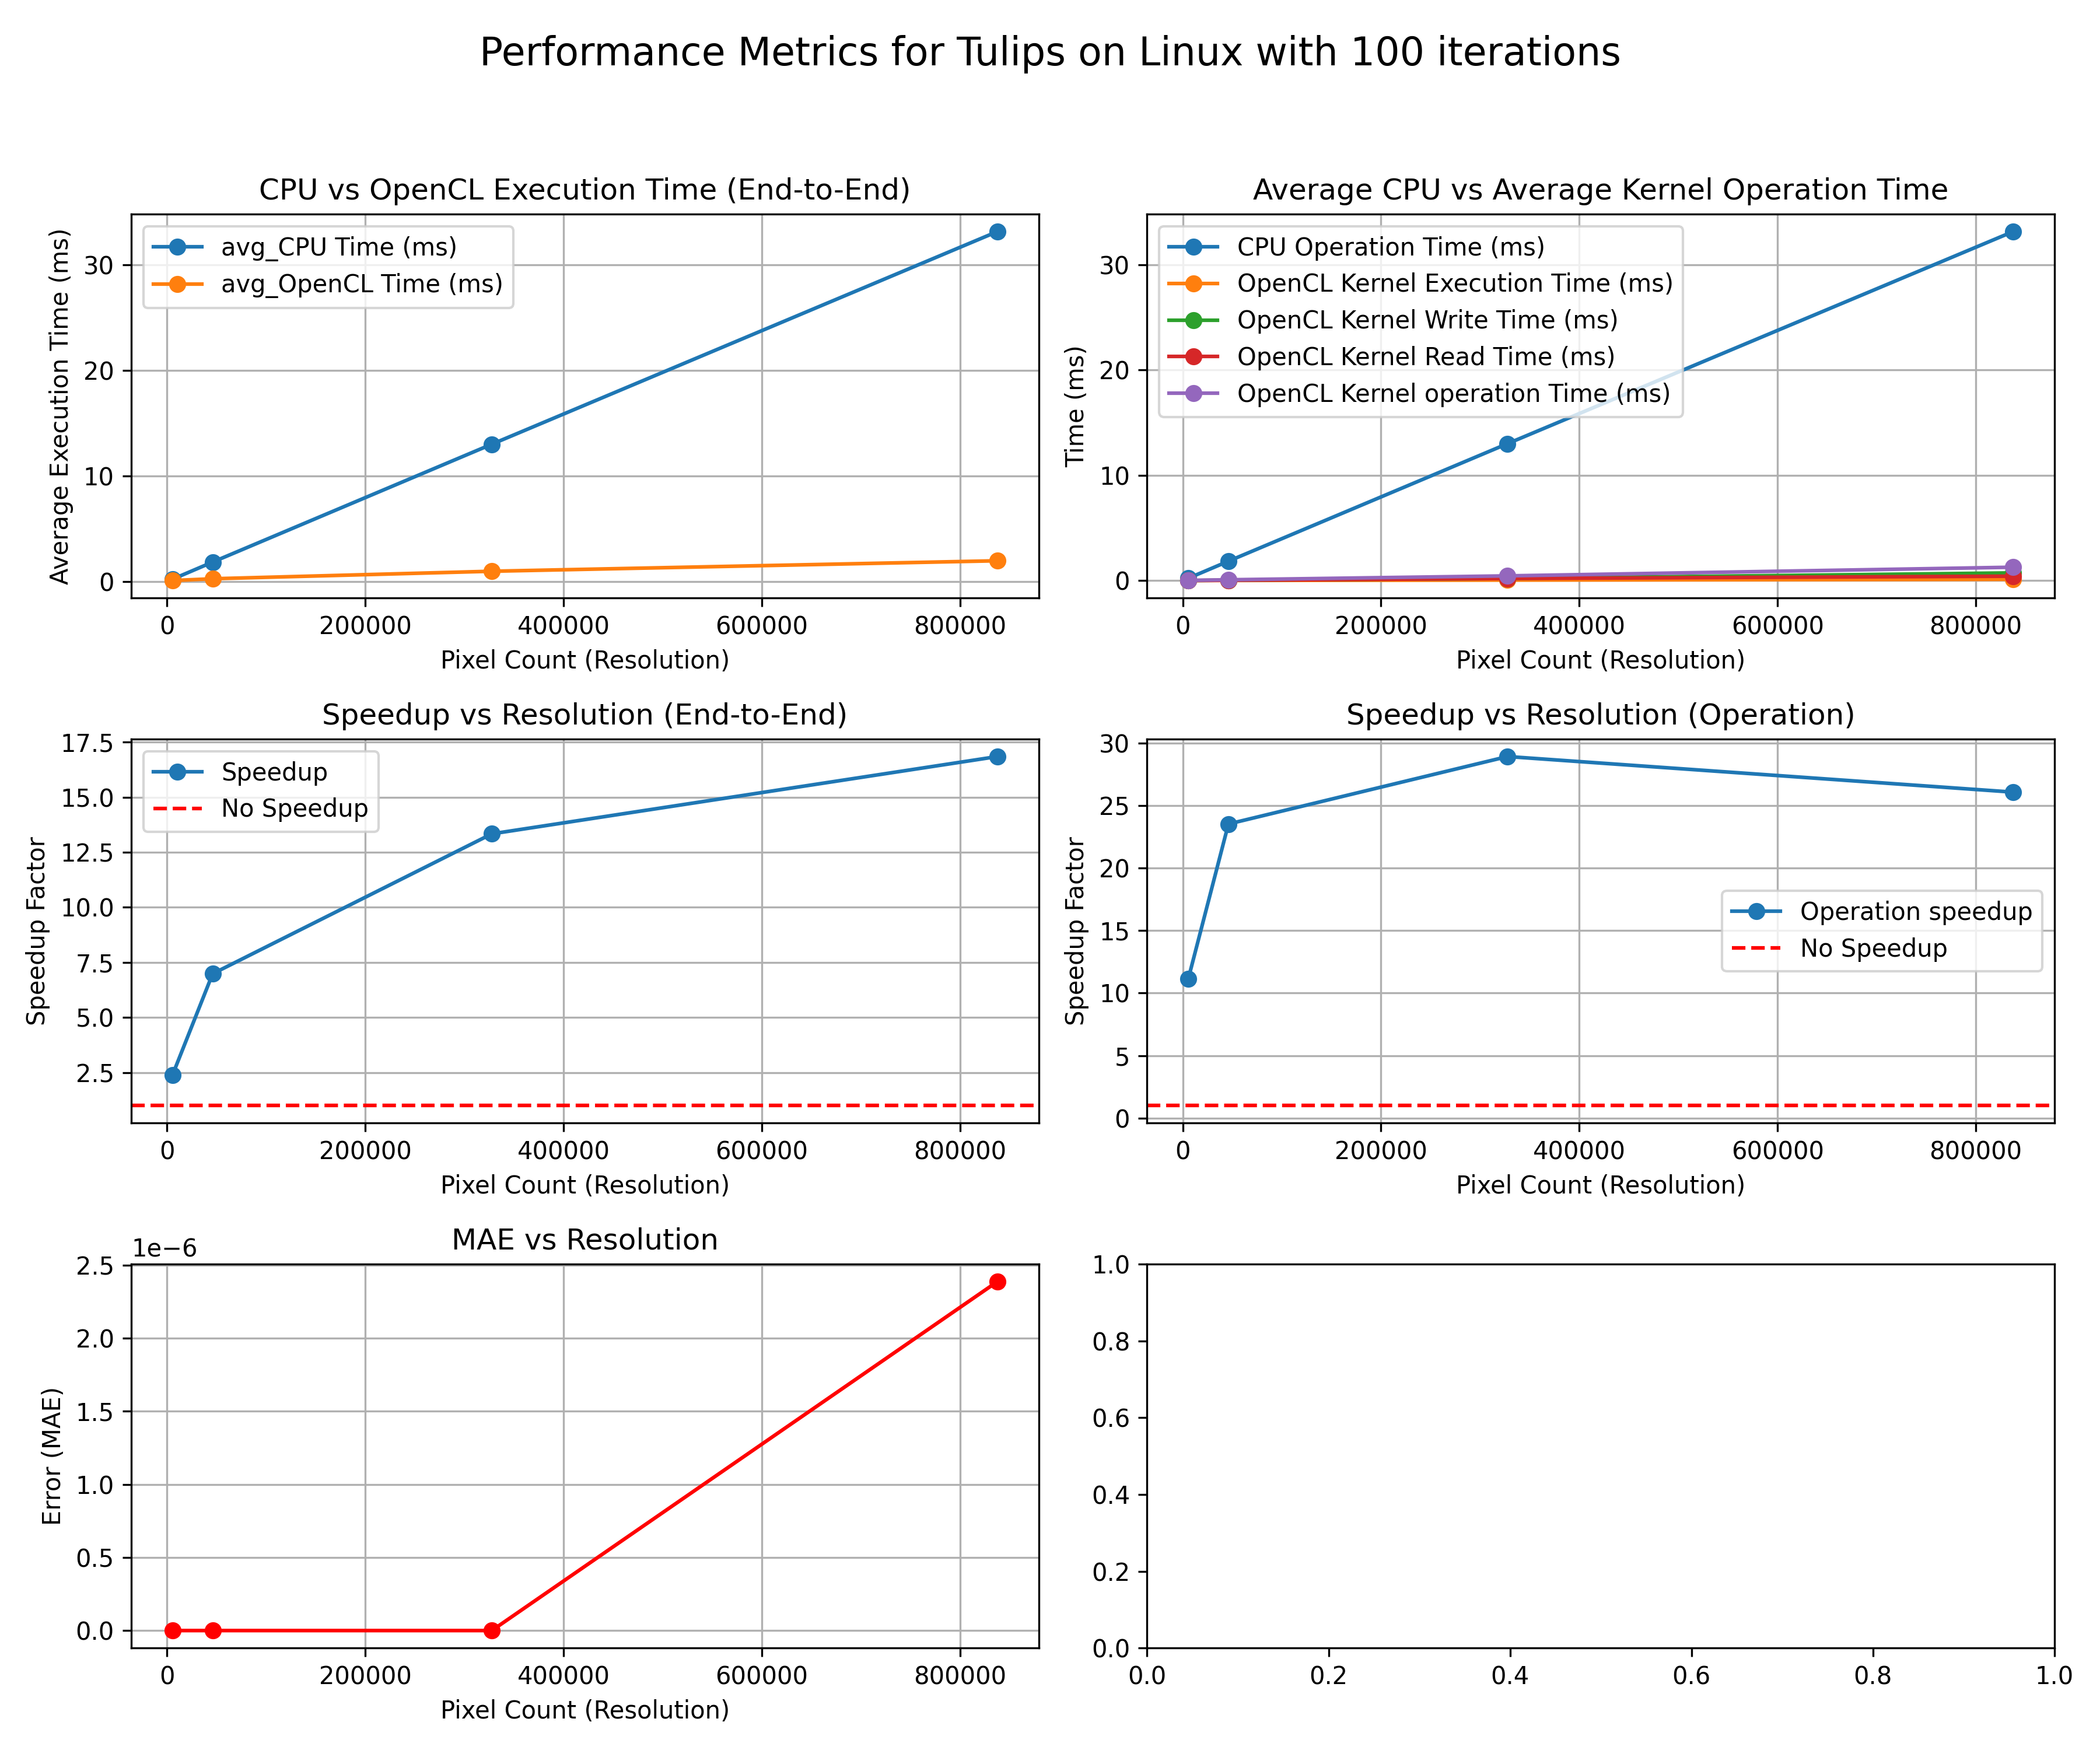 Performance Metrics for Tulips on Linux with 100 iterations
CPU vs OpenCL Execution Time (End-to-End)
Average Execution Time (ms)
30
20
10
0
avg_CPU Time (ms)
avg_OpenCL Time (ms)
0 200000 400000 600000 800000
Pixel Count (Resolution)
Average CPU vs Average Kernel Operation Time
Time (ms)
30
20
10
0
CPU Operation Time (ms)
OpenCL Kernel Execution Time (ms)
OpenCL Kernel Write Time (ms)
OpenCL Kernel Read Time (ms)
OpenCL Kernel operation Time (ms)
0 200000 400000 600000 800000
Pixel Count (Resolution)
Speedup vs Resolution (End-to-End)
Speedup Factor
17.5
15.0
12.5
10.0
7.5
5.0
2.5
Speedup
No Speedup
0 200000 400000 600000 800000
Pixel Count (Resolution)
Speedup vs Resolution (Operation)
Speedup Factor
30
25
20
15
10
5
0
Operation speedup
No Speedup
0 200000 400000 600000 800000
Pixel Count (Resolution)
MAE vs Resolution
1e−6
Error (MAE)
2.5
2.0
1.5
1.0
0.5
0.0
0 200000 400000 600000 800000
Pixel Count (Resolution)
1.0
0.8
0.6
0.4
0.2
0.0
0.0 0.2 0.4 0.6 0.8 1.0